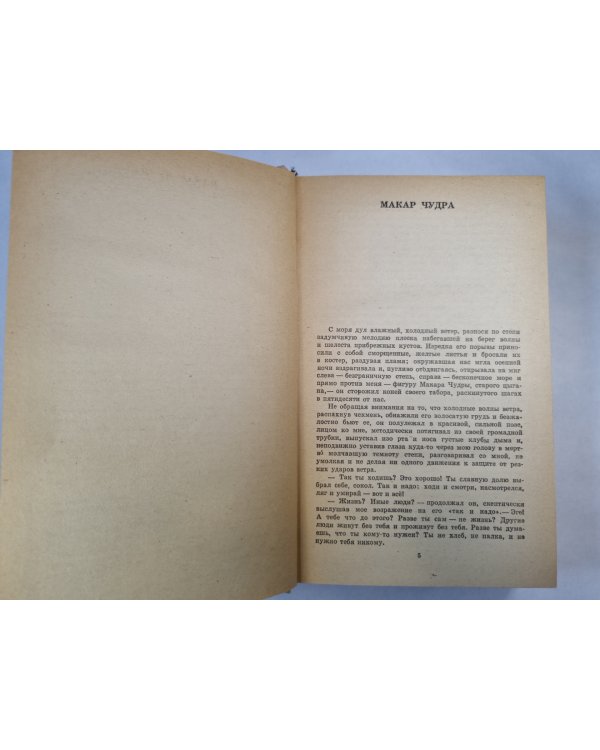 МАКАР ЧУДРА
С моря дул влажный, холодный ветер, разнося по степи
задумчивую мелодию плеска набегавшей на берег волны
и шелеста прибрежных кустов. Изредка его порывы прино-
сили с собой сморщенные, желтые листья и бросали их
в костер, раздувая пламя; окружавшая нас мгла осенней
ночи вздрагивала и, пугливо отодвигаясь, открывала на миг
слева — безграничную степь, справа — бесконечное море и
прямо против меня — фигуру Макара Чудры, старого цыга-
на,— он сторожил коней своего табора, раскинутого шагах
в пятидесяти от нас.
Не обращая внимания на то, что холодные волны ветра,
распахнув чекмень, обнажили его волосатую грудь и безжа-
лостно бьют ее, он полулежал в красивой, сильной позе,
лицом ко мне, методически потягивал из своей громадной
трубки, выпускал изо рта и носа густые клубы дыма и,
неподвижно уставив глаза куда-то через мою голову в мерт-
во молчавшую темноту степи, разговаривал со мной, не
умолкая и не делая ни одного движения к защите от рез-
ких ударов ветра.
— Так ты ходишь? Это хорошо! Ты славную долю вы-
брал себе, сокол. Так и надо: ходи и смотри, насмотрелся,
ляг и умирай — вот и всё!
— Жизнь? Иные люди? — продолжал он, скептически
выслушав мое возражение на его «так и надо».— Эге!
А тебе что до этого? Разве ты сам — не жизнь? Другие
люди живут без тебя и проживут без тебя. Разве ты дума-
ешь, что ты кому-то нужен? Ты не хлеб, не палка, и не
нужно тебя никому.
5